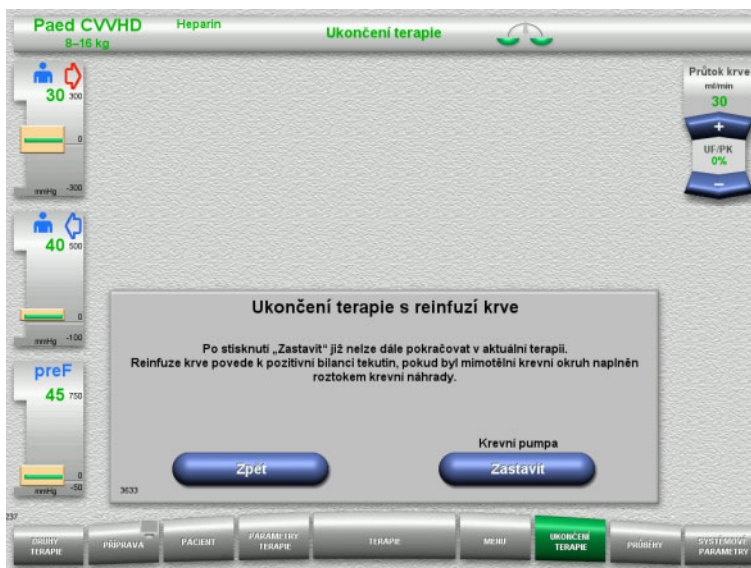 Paed CVVHD
Heparin
Ukončení terapie
8–16 kg
30
300
0
mmHg
-300
40
500
0
mmHg
-100
preF
45
750
0
mmHg
-50
Průtok krve
ml/min
30
+
UF/PK
0%
–
Ukončení terapie s reinfuzí krve
Po stisknutí „Zastavit“ již nelze dále pokračovat v aktuální terapii.
Reinfuze krve povede k pozitivní bilanci tekutin, pokud byl mimotělní krevní okruh naplněn
roztokem krevní náhrady.
Krevní pumpa
Zpět
Zastavit
3633
237
DRUHY
TERAPIE
PŘÍPRAVA
PACIENT
PARAMETRY
TERAPIE
TERAPIE
MENU
UKONČENÍ
TERAPIE
PRŮBĚHY
SYSTÉMOVÉ
PARAMETRY